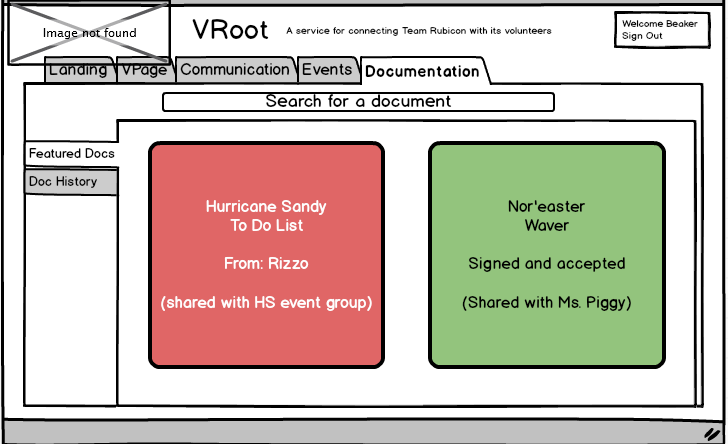 Image not found
VRoot
A service for connecting Team Rubicon with its volunteers
Welcome Beaker
Sign Out
Landing
VPage
Communication
Events
Documentation
Search for a document
Featured Docs
Doc History
Hurricane Sandy
To Do List
From: Rizzo
(shared with HS event group)
Nor'easter
Waver
Signed and accepted
(Shared with Ms. Piggy)